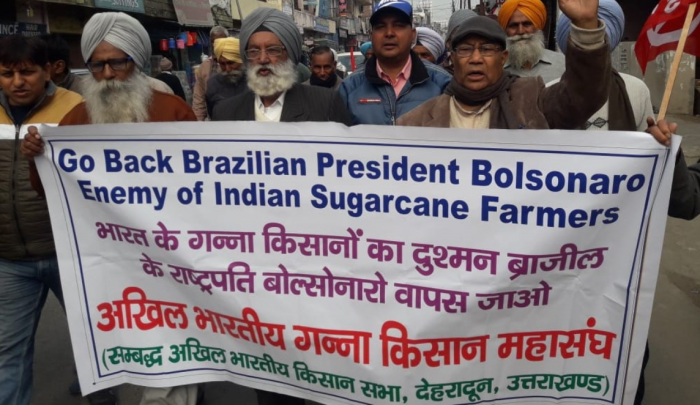 INCE
Go Back Brazilian President Bolsonaro
Enemy of Indian Sugarcane Farmers
भारत के गन्ना किसानों का दुश्मन ब्राजील
के राष्ट्रपति बोल्सोनारो वापस जाओ
अखिल भारतीय गन्ना किसान महासंघ
(सम्बद्ध अखिल भारतीय किसान सभा, देहरादून, उत्तराखण्ड)